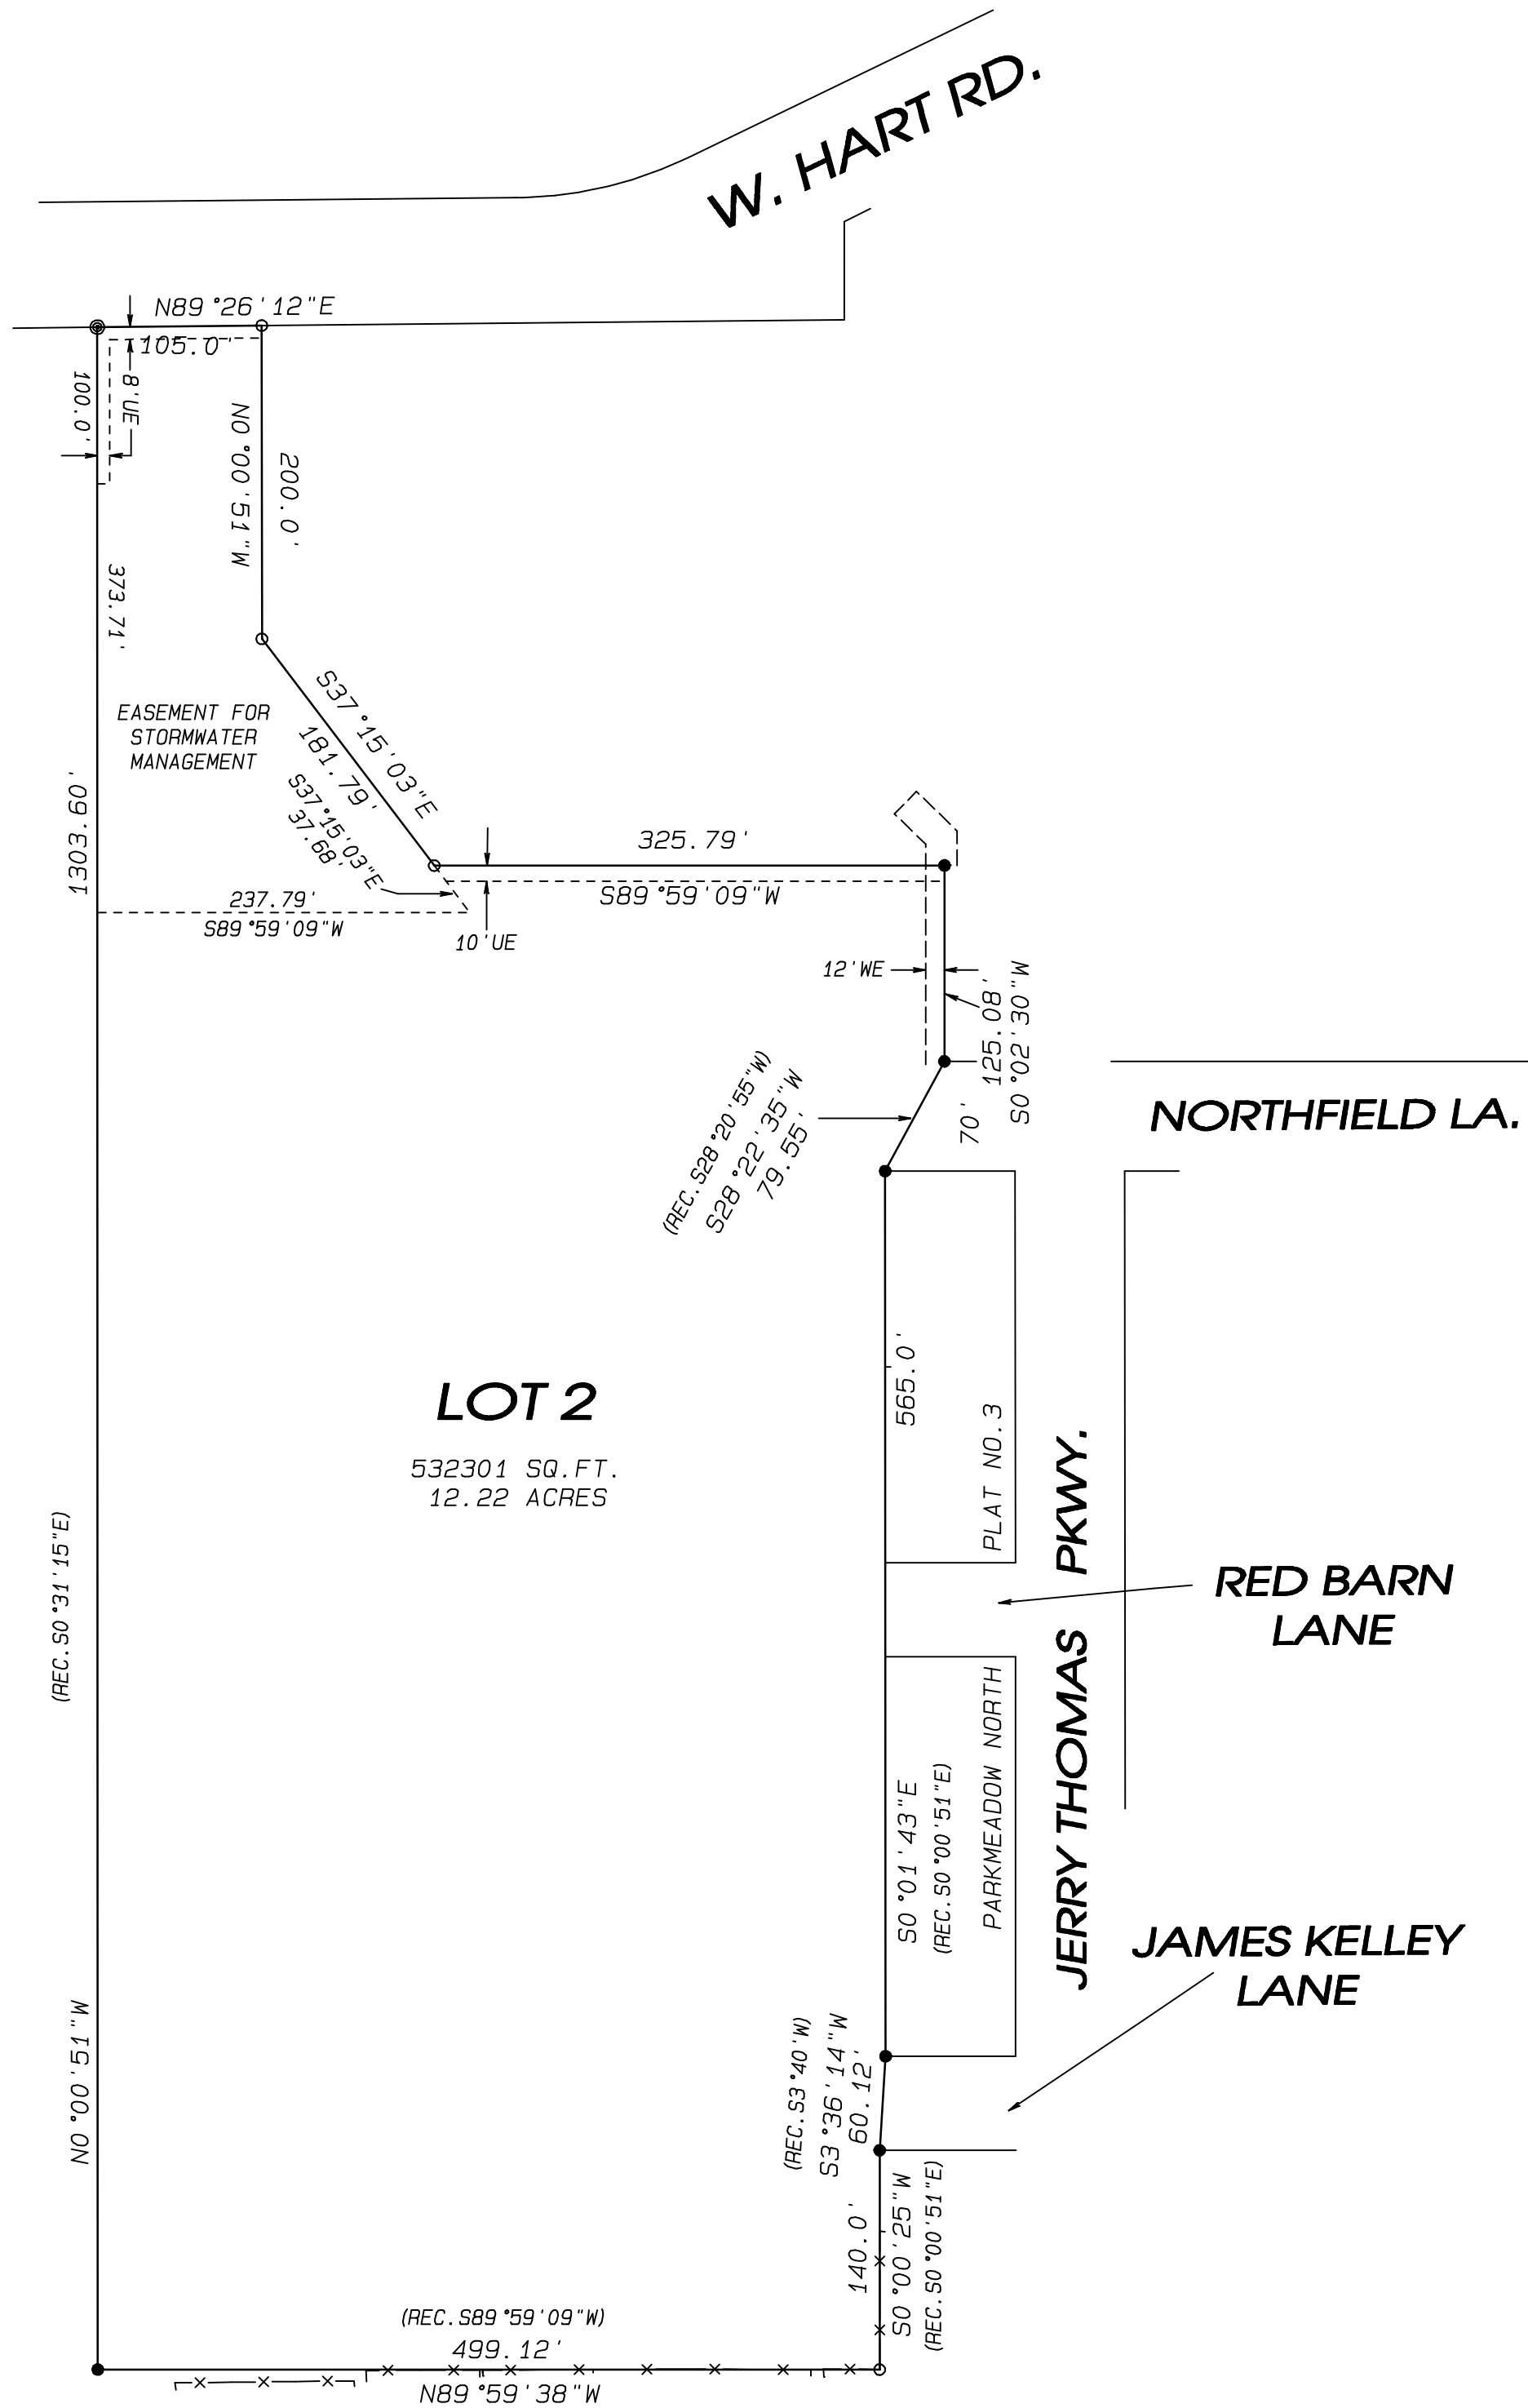 W. HART RD.
N89°26'12"E
105.0'
100.0'
8'UE
N0°00'51"W
200.0'
373.71'
EASEMENT FOR
STORMWATER
MANAGEMENT
S37°15'03"E
181.79'
S37°15'03"E
37.68'
1303.60'
325.79'
S89°59'09"W
237.79'
S89°59'09"W
10'UE
12'WE
125.08'
S0°02'30"W
70'
NORTHFIELD LA.
(REC.S28°20'55"W)
S28°22'35"W
79.55'
LOT 2
532301 SQ.FT.
12.22 ACRES
565.0'
PLAT NO.3
JERRY THOMAS PKWY.
RED BARN
LANE
(REC.S0°31'15"E)
PARKMEADOW NORTH
S0°01'43"E
(REC.S0°00'51"E)
JAMES KELLEY
LANE
N0°00'51"W
(REC.S3°40'W)
S3°36'14"W
60.12'
140.0'
S0°00'25"W
(REC.S0°00'51"E)
(REC.S89°59'09"W)
499.12'
N89°59'38"W